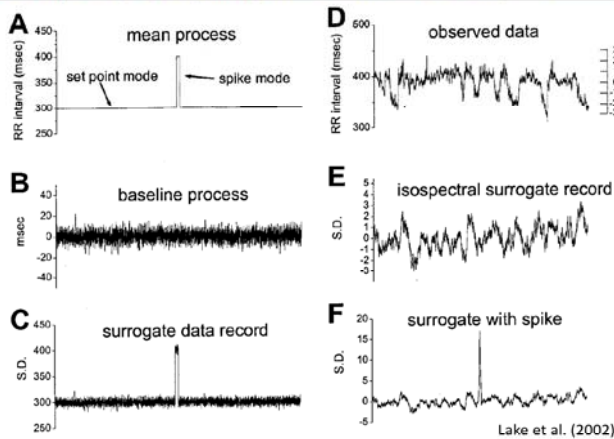 A
mean process
450
400
350
300
250
RR interval (msec)
set point mode
spike mode
B
baseline process
40
20
0
-20
-40
msec
C
surrogate data record
450
400
350
300
250
S.D.
D
observed data
500
400
300
RR interval (msec)
E
isospectral surrogate record
5
4
3
2
1
0
-1
-2
-3
S.D.
F
surrogate with spike
20
15
10
5
0
-5
S.D.
Lake et al. (2002)